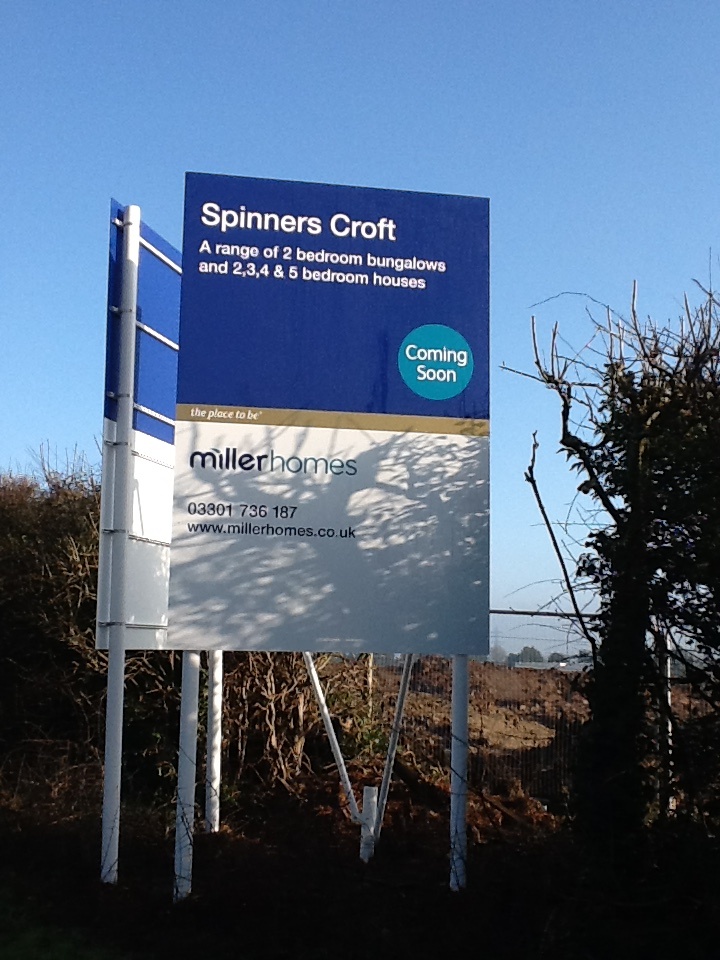 Spinners Croft
A range of 2 bedroom bungalows
and 2,3,4 & 5 bedroom houses
Coming
Soon
the place to be®
millerhomes
03301 736 187
www.millerhomes.co.uk